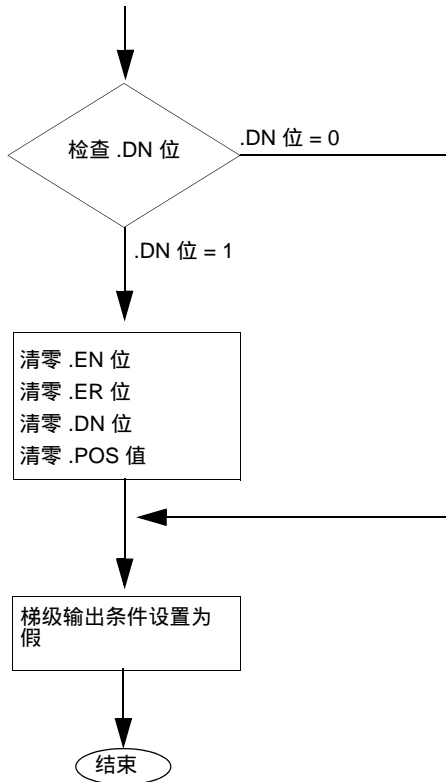 检查 .DN 位
.DN 位 = 0
.DN 位 = 1
清零 .EN 位
清零 .ER 位
清零 .DN 位
清零 .POS 值
梯级输出条件设置为
假
结束